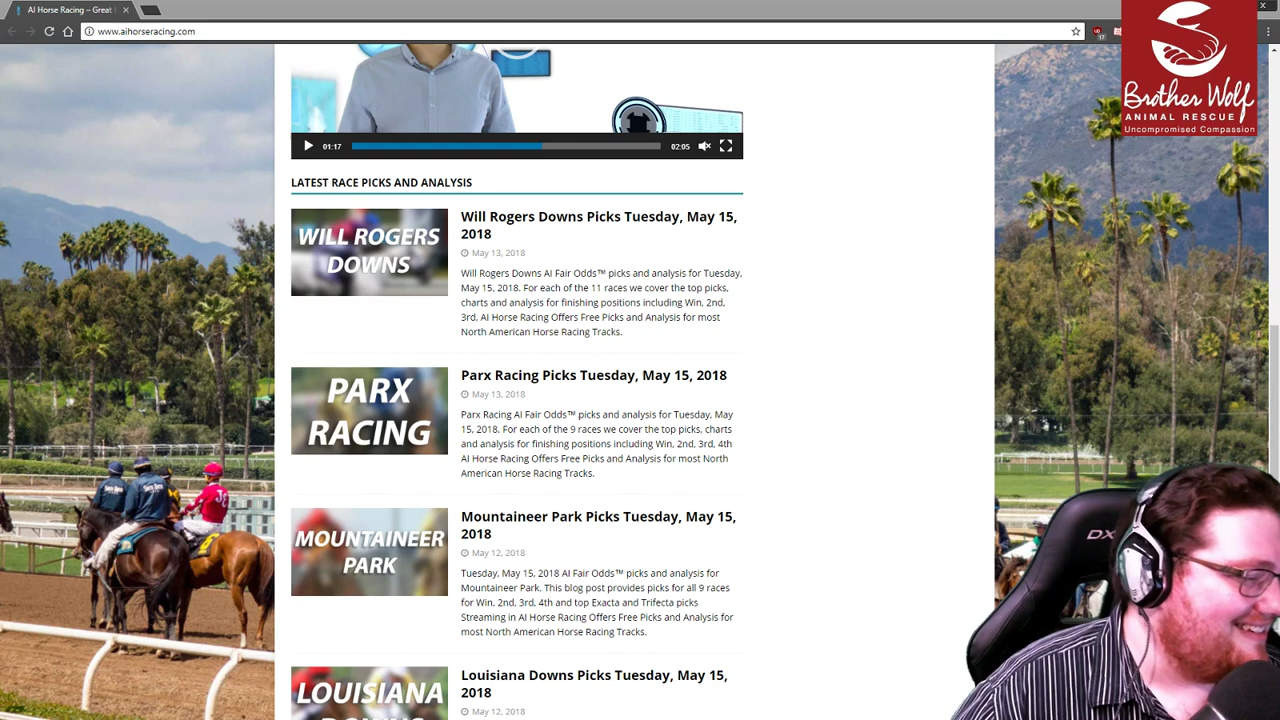 AI Horse Racing – Great
www.aihorseracing.com
17
Brother Wolf
ANIMAL RESCUE
Uncompromised Compassion
01:17
02:05
LATEST RACE PICKS AND ANALYSIS
WILL ROGERS
DOWNS
Will Rogers Downs Picks Tuesday, May 15,
2018
May 13, 2018
Will Rogers Downs AI Fair Odds™ picks and analysis for Tuesday,
May 15, 2018. For each of the 11 races we cover the top picks,
charts and analysis for finishing positions including Win, 2nd,
3rd, AI Horse Racing Offers Free Picks and Analysis for most
North American Horse Racing Tracks.
PARX
RACING
Parx Racing Picks Tuesday, May 15, 2018
May 13, 2018
Parx Racing AI Fair Odds™ picks and analysis for Tuesday, May
15, 2018. For each of the 9 races we cover the top picks, charts
and analysis for finishing positions including Win, 2nd, 3rd, 4th
AI Horse Racing Offers Free Picks and Analysis for most North
American Horse Racing Tracks.
MOUNTAINEER
PARK
Mountaineer Park Picks Tuesday, May 15,
2018
May 12, 2018
Tuesday, May 15, 2018 AI Fair Odds™ picks and analysis for
Mountaineer Park. This blog post provides picks for all 9 races
for Win, 2nd, 3rd, 4th and top Exacta and Trifecta picks
Streaming in AI Horse Racing Offers Free Picks and Analysis for
most North American Horse Racing Tracks.
LOUISIANA
DOWNS
Louisiana Downs Picks Tuesday, May 15,
2018
May 12, 2018
DX